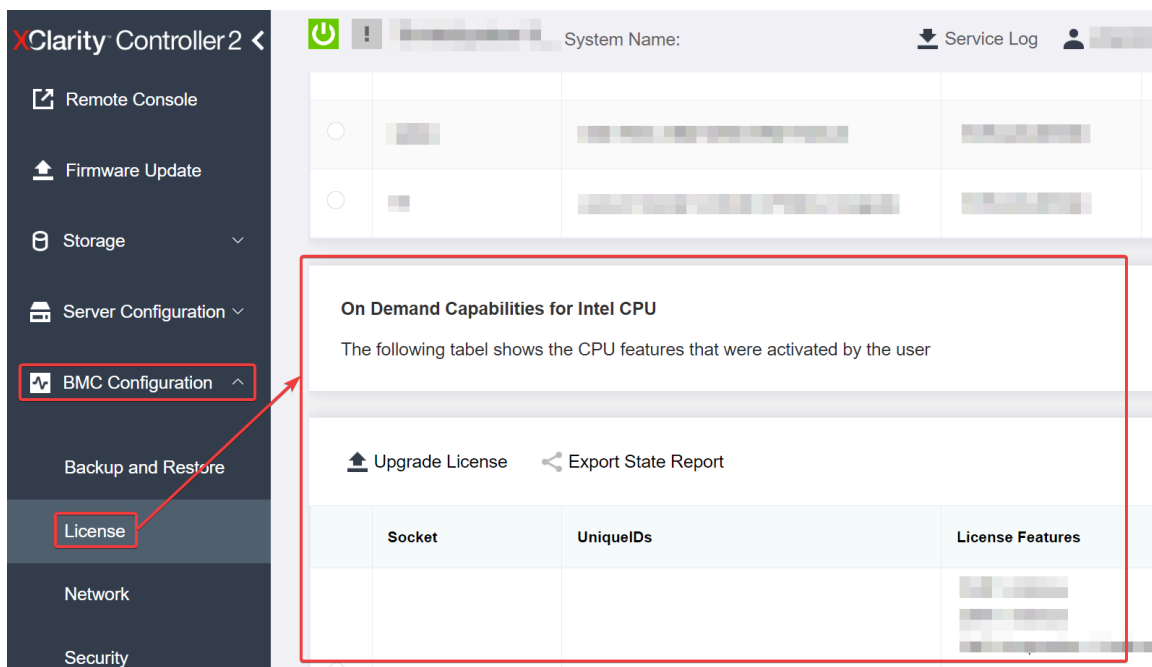 XClarity Controller 2
System Name:
Service Log
Remote Console
Firmware Update
Storage
Server Configuration
BMC Configuration
Backup and Restore
License
Network
Security
On Demand Capabilities for Intel CPU
The following tabel shows the CPU features that were activated by the user
Upgrade License Export State Report
Socket UniqueIDs License Features